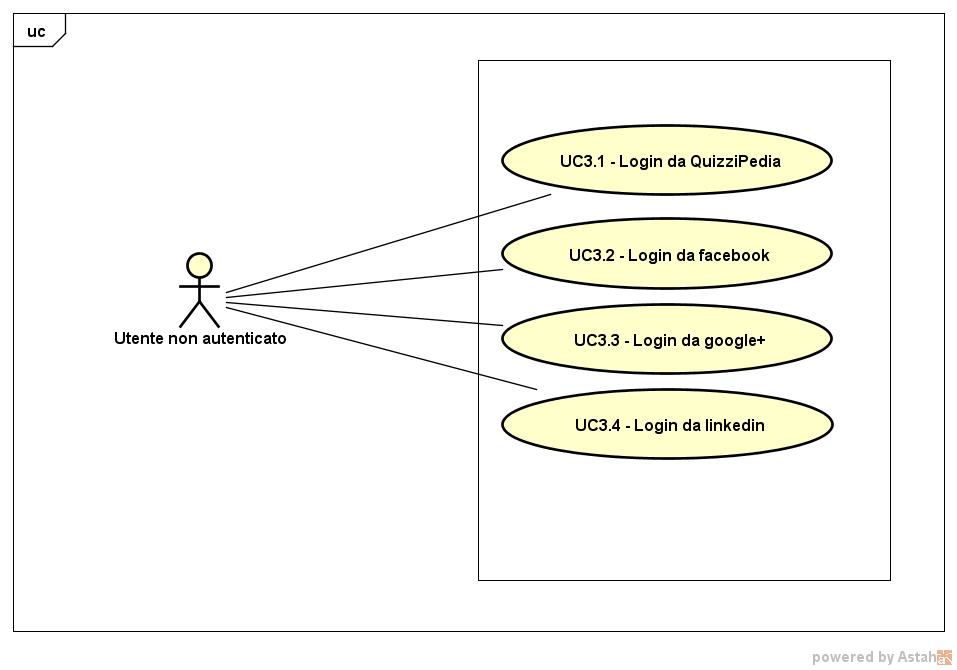 uc
UC3.1 - Login da QuizziPedia
UC3.2 - Login da facebook
Utente non autenticato
UC3.3 - Login da google+
UC3.4 - Login da linkedin
powered by Astah